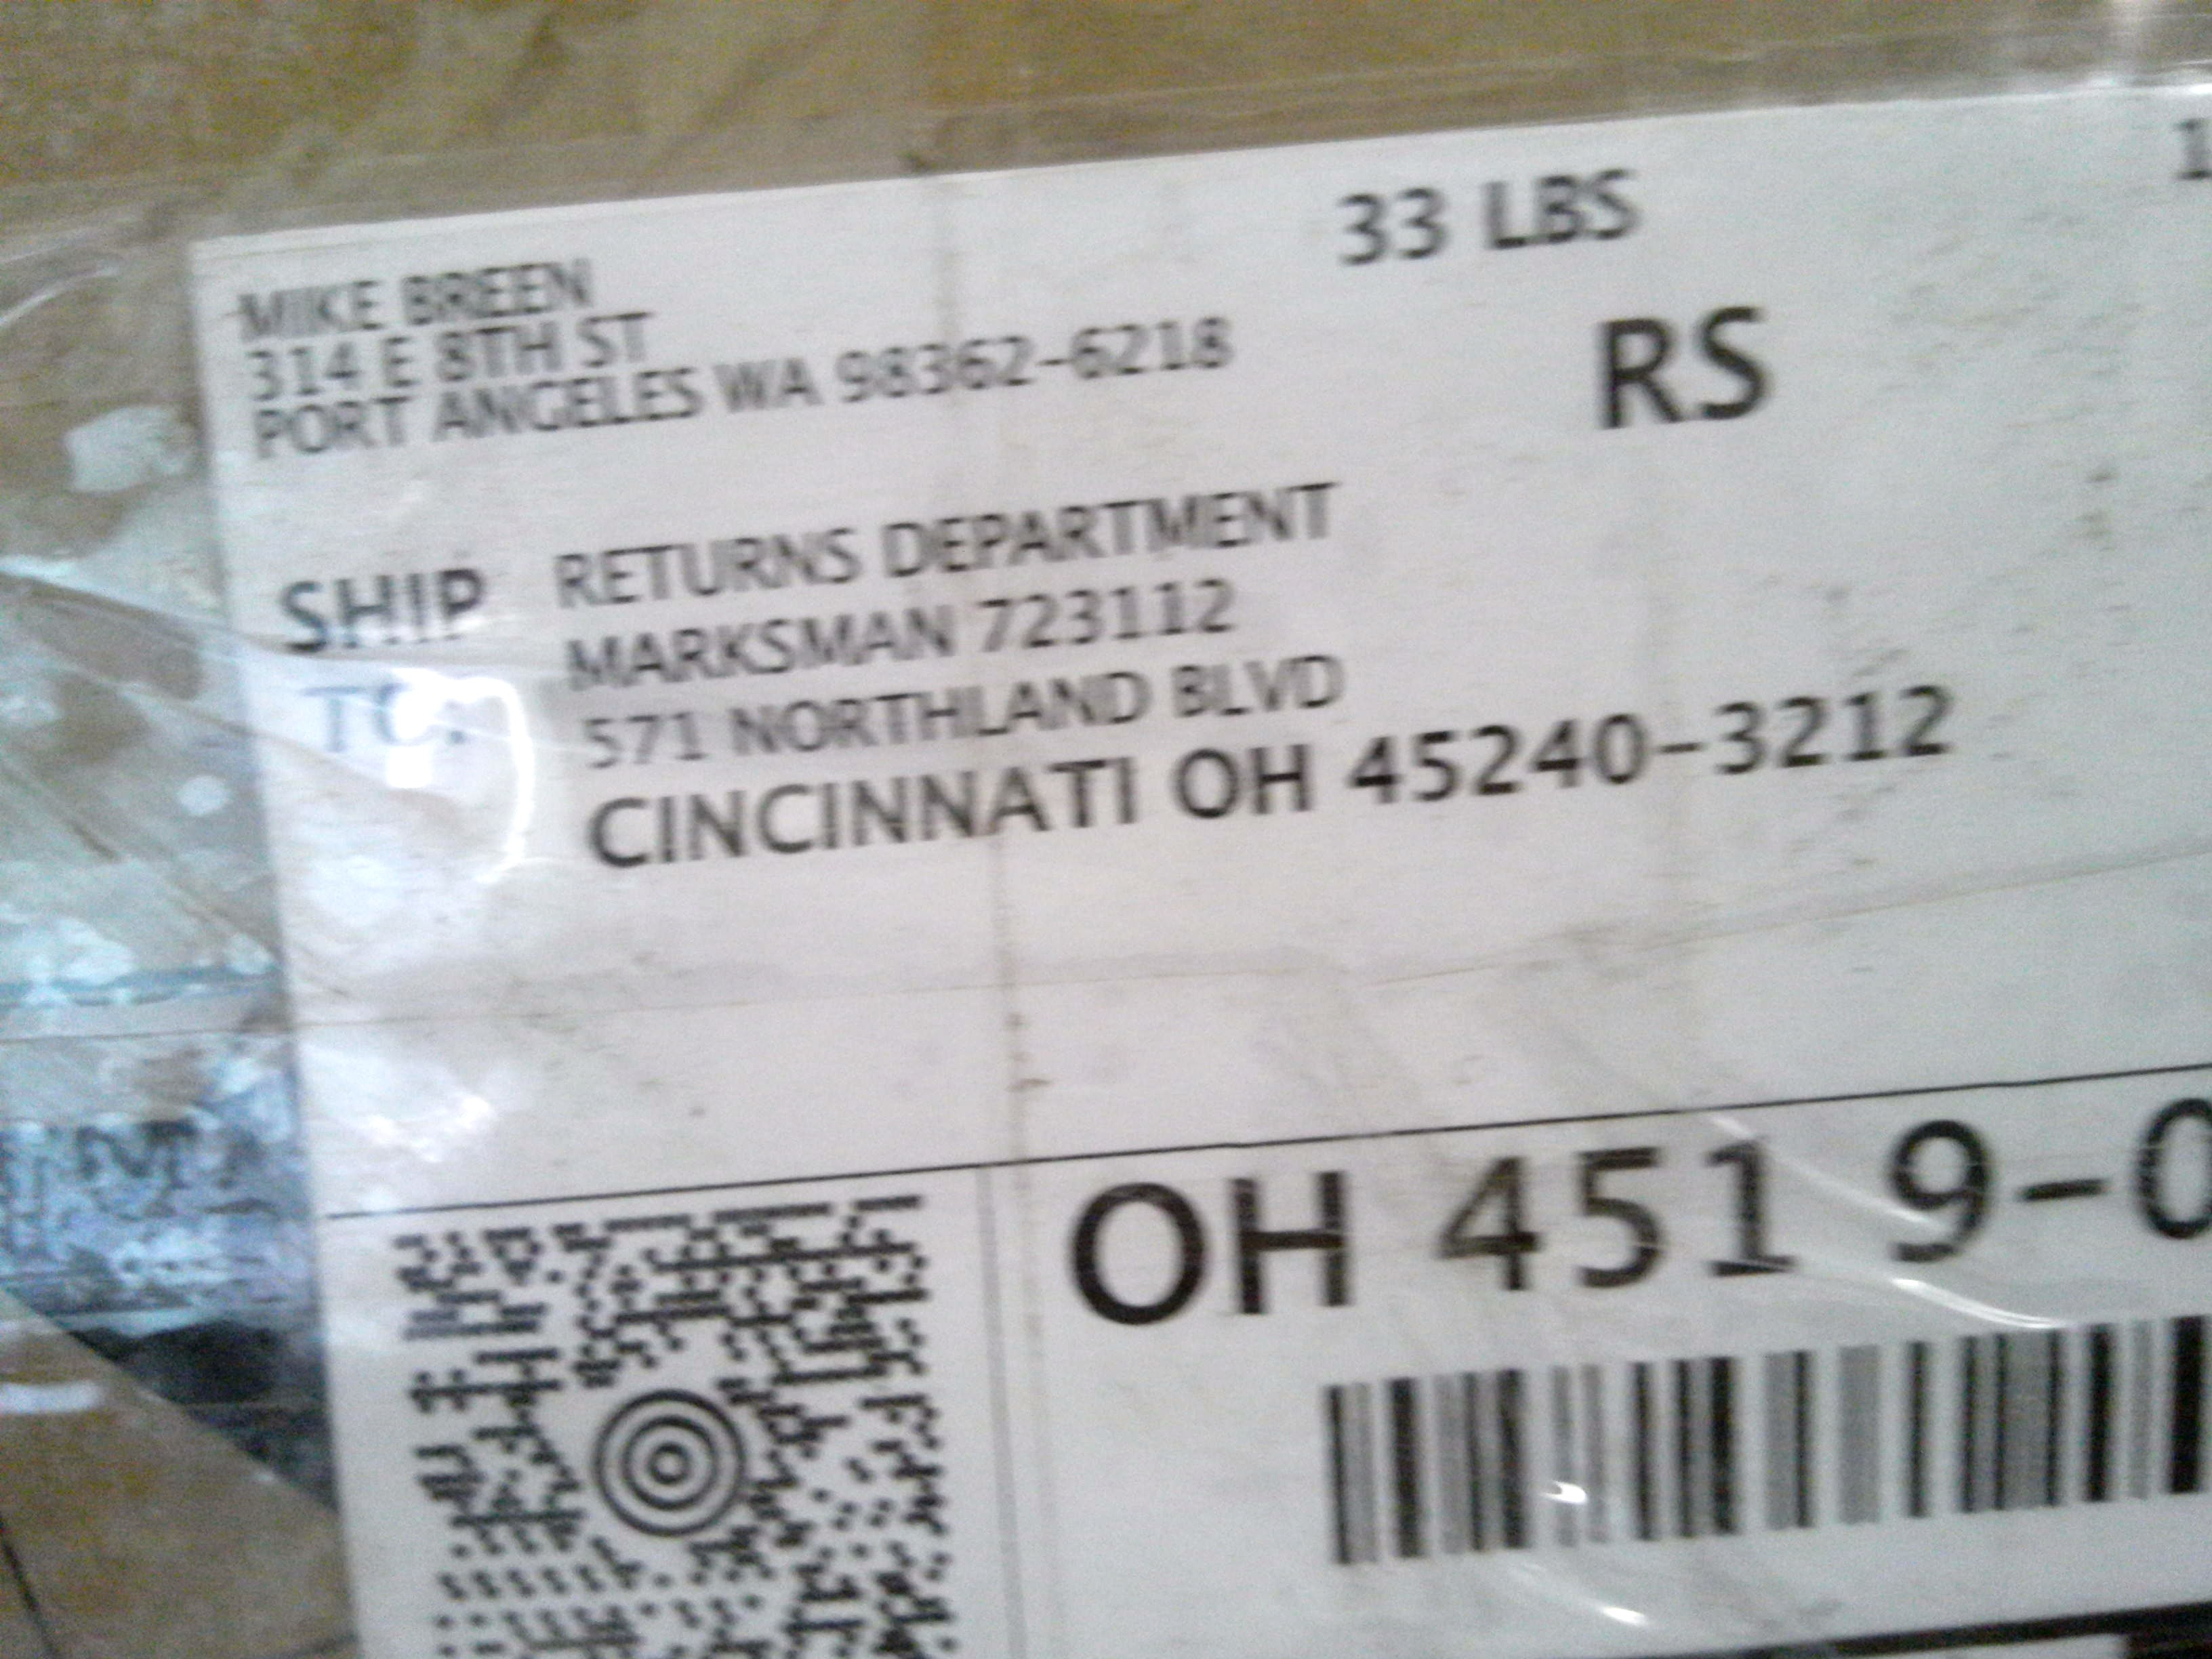 MIKE BREEN
314 E 8TH ST
PORT ANGELES WA 98362-6218
33 LBS
1
RS
SHIP TO:
RETURNS DEPARTMENT
MARKSMAN 723112
571 NORTHLAND BLVD
CINCINNATI OH 45240-3212
OH 451 9-0